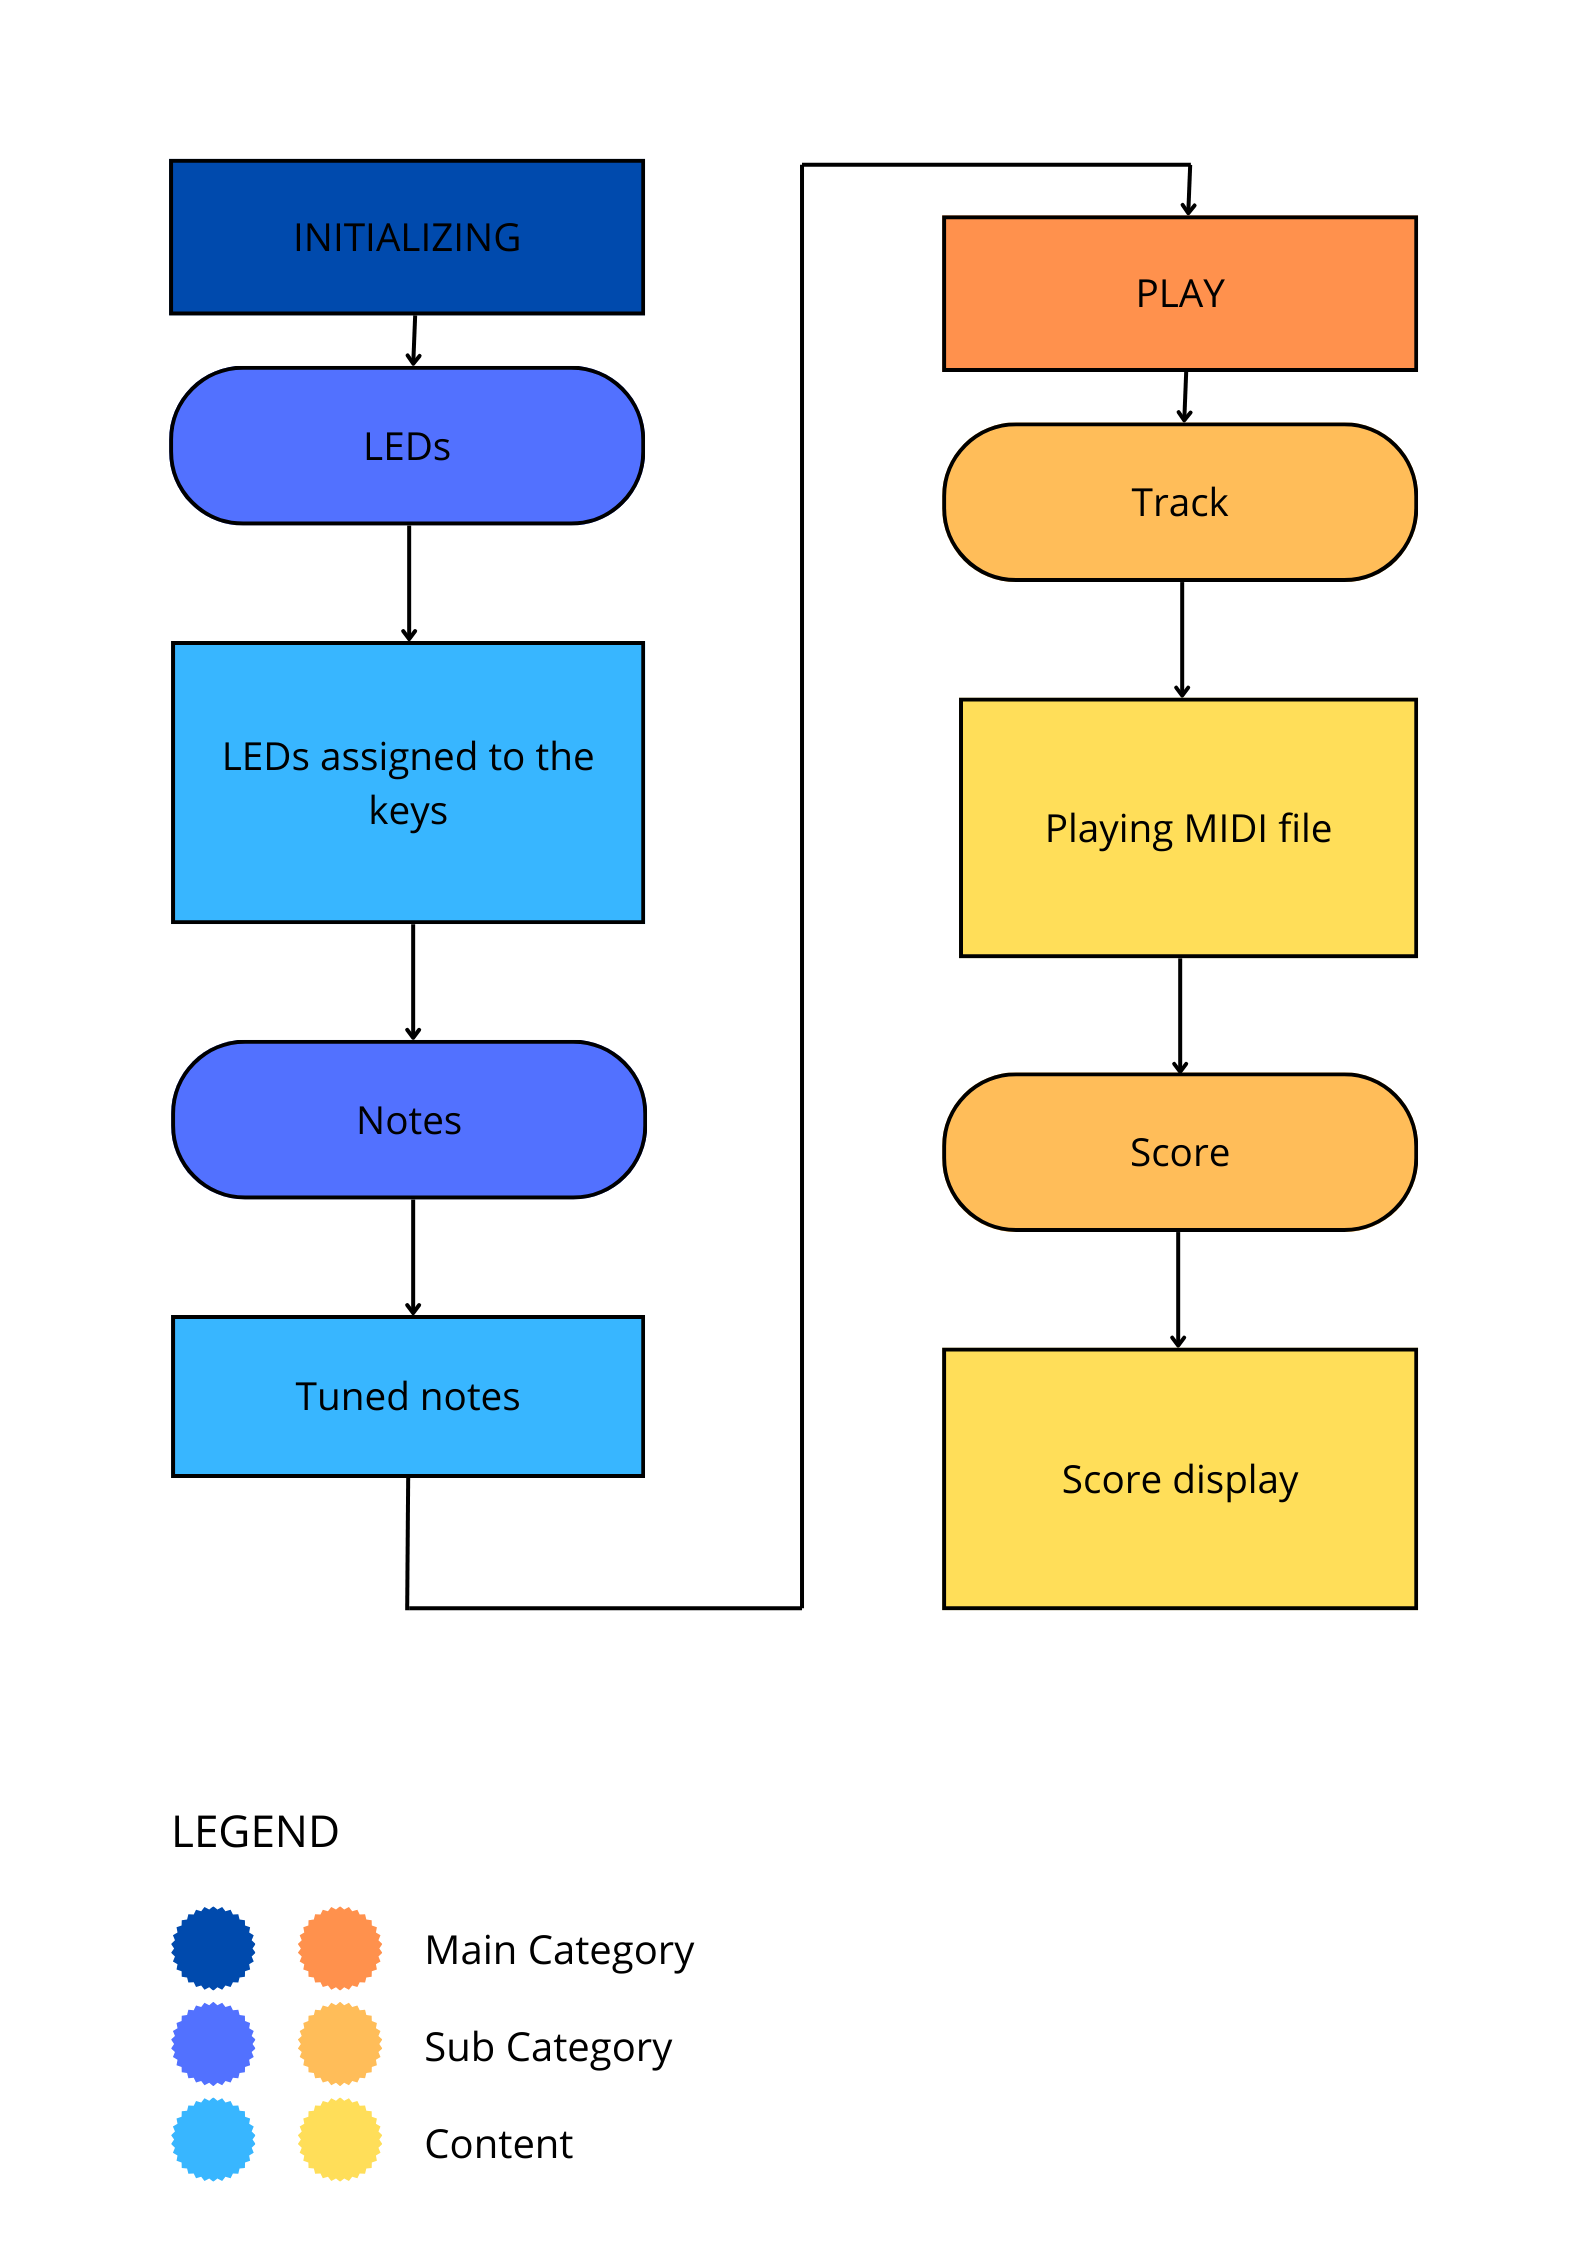 INITIALIZING
LEDs
LEDs assigned to the
keys
Notes
Tuned notes
PLAY
Track
Playing MIDI file
Score
Score display
LEGEND
Main Category
Sub Category
Content